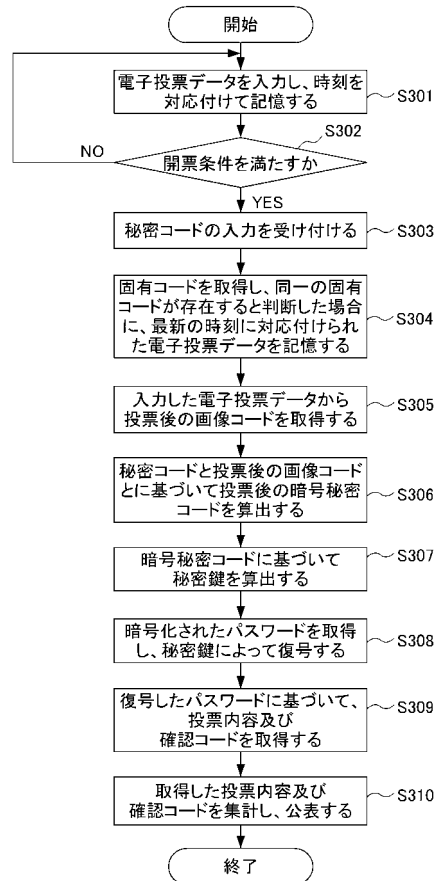 開始
電子投票データを入力し、時刻を
対応付けて記憶する
S301
S302
NO
開票条件を満たすか
YES
秘密コードの入力を受け付ける
S303
固有コードを取得し、同一の固有
コードが存在すると判断した場合
に、最新の時刻に対応付けられ
た電子投票データを記憶する
S304
入力した電子投票データから
投票後の画像コードを取得する
S305
秘密コードと投票後の画像コード
とに基づいて投票後の暗号秘密
コードを算出する
S306
暗号秘密コードに基づいて
秘密鍵を算出する
S307
暗号化されたパスワードを取得
し、秘密鍵によって復号する
S308
復号したパスワードに基づいて、
投票内容及び
確認コードを取得する
S309
取得した投票内容及び
確認コードを集計し、公表する
S310
終了